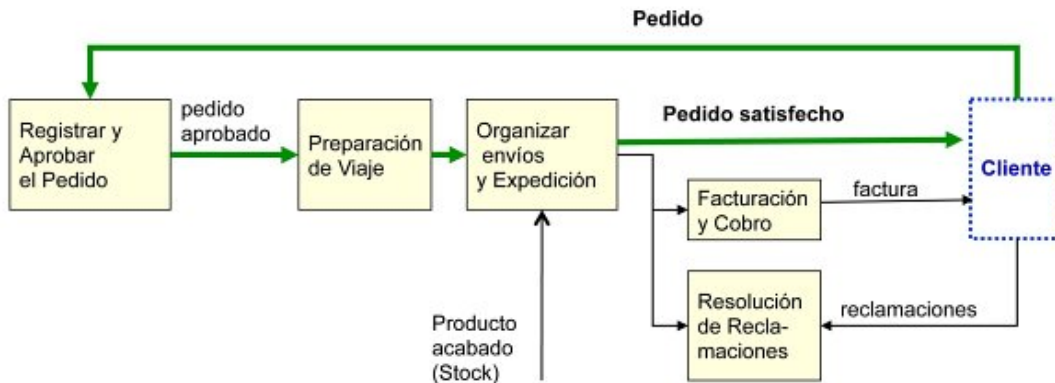 Pedido
Registrar y
Aprobar
el Pedido
pedido
aprobado
Preparación
de Viaje
Organizar
envíos
y Expedición
Pedido satisfecho
Cliente
Facturación
y Cobro
factura
Resolución
de Recla-
maciones
reclamaciones
Producto
acabado
(Stock)